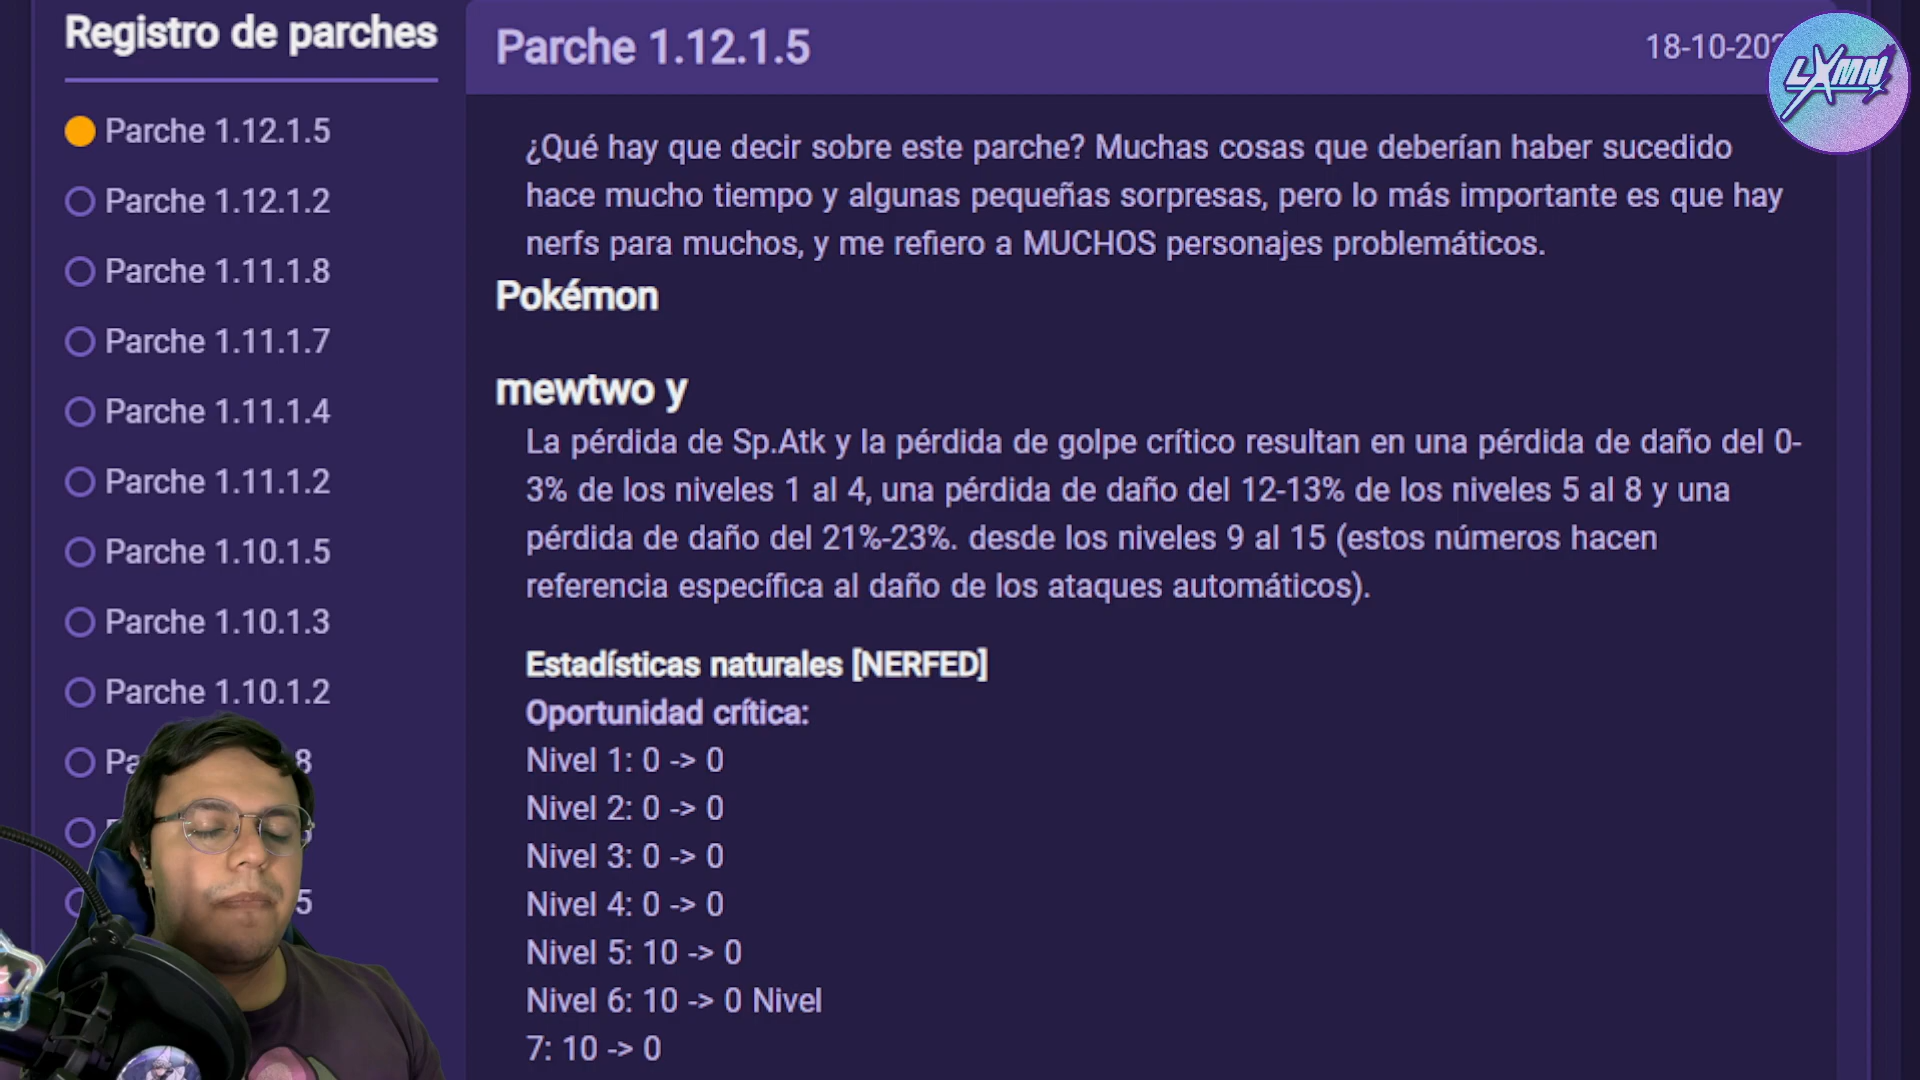 Registro de parches
Parche 1.12.1.5
Parche 1.12.1.2
Parche 1.11.1.8
Parche 1.11.1.7
Parche 1.11.1.4
Parche 1.11.1.2
Parche 1.10.1.5
Parche 1.10.1.3
Parche 1.10.1.2
Parche 1.12.1.5
18-10-202
LXMN
¿Qué hay que decir sobre este parche? Muchas cosas que deberían haber sucedido
hace mucho tiempo y algunas pequeñas sorpresas, pero lo más importante es que hay
nerfs para muchos, y me refiero a MUCHOS personajes problemáticos.
Pokémon
mewtwo y
La pérdida de Sp.Atk y la pérdida de golpe crítico resultan en una pérdida de daño del 0-
3% de los niveles 1 al 4, una pérdida de daño del 12-13% de los niveles 5 al 8 y una
pérdida de daño del 21%-23%. desde los niveles 9 al 15 (estos números hacen
referencia específica al daño de los ataques automáticos).
Estadísticas naturales [NERFED]
Oportunidad crítica:
Nivel 1: 0 -> 0
Nivel 2: 0 -> 0
Nivel 3: 0 -> 0
Nivel 4: 0 -> 0
Nivel 5: 10 -> 0
Nivel 6: 10 -> 0 Nivel
7: 10 -> 0